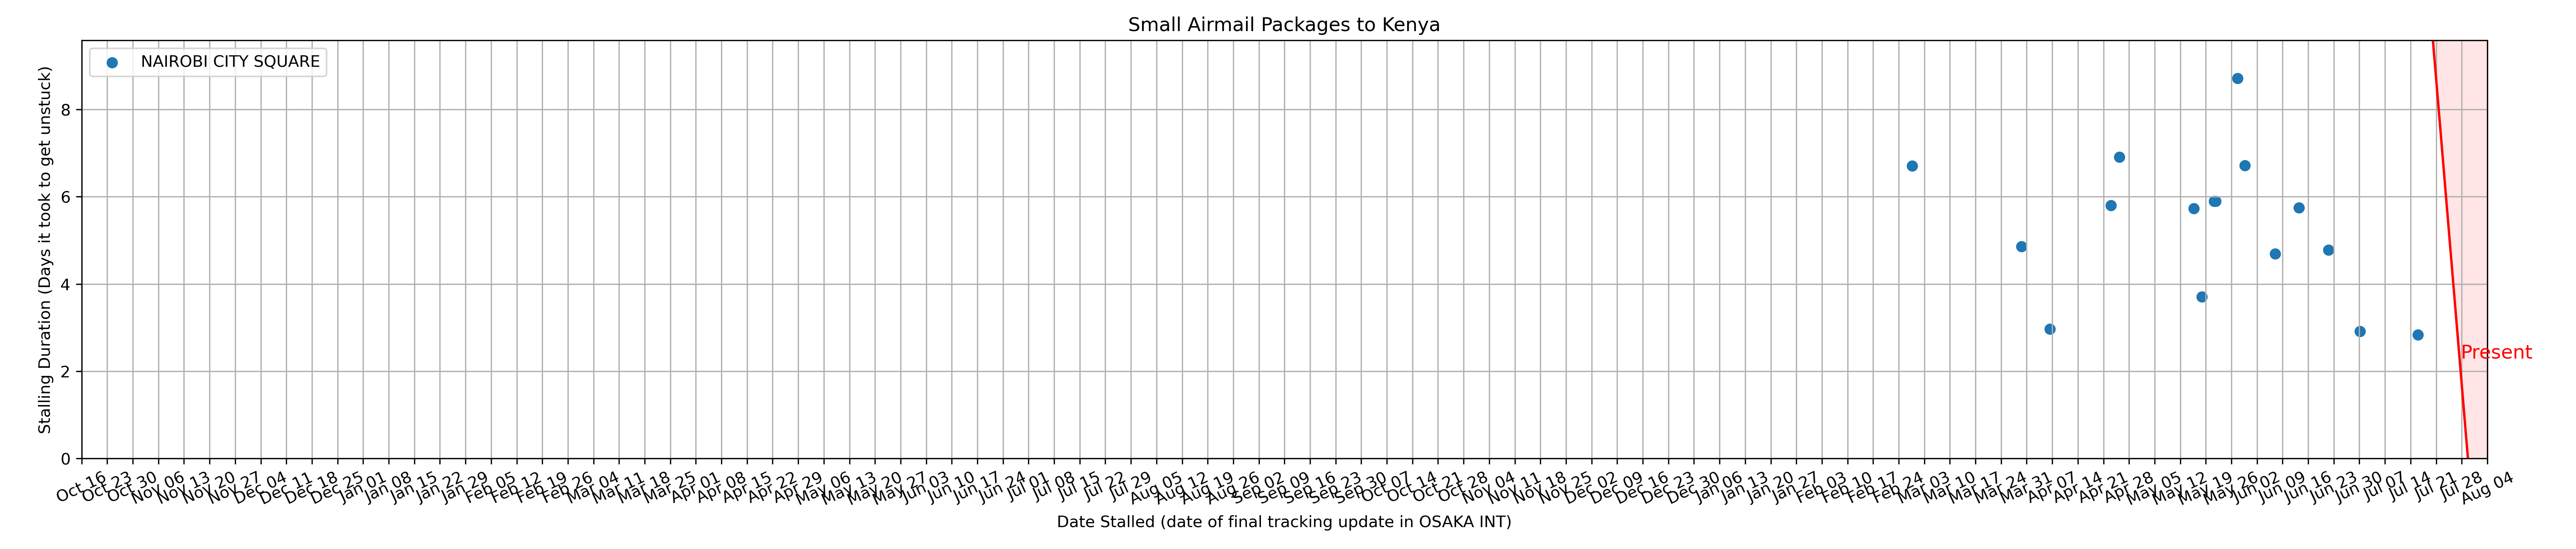 Small Airmail Packages to Kenya
NAIROBI CITY SQUARE
Stalling Duration (Days it took to get unstuck)
8
6
4
2
0
Present
Oct 16
Oct 23
Oct 30
Nov 06
Nov 13
Nov 20
Nov 27
Dec 04
Dec 11
Dec 18
Dec 25
Jan 01
Jan 08
Jan 15
Jan 22
Jan 29
Feb 05
Feb 12
Feb 19
Feb 26
Mar 04
Mar 11
Mar 18
Mar 25
Apr 01
Apr 08
Apr 15
Apr 22
Apr 29
May 06
May 13
May 20
May 27
Jun 03
Jun 10
Jun 17
Jun 24
Jul 01
Jul 08
Jul 15
Jul 22
Jul 29
Aug 05
Aug 12
Aug 19
Aug 26
Sep 02
Sep 09
Sep 16
Sep 23
Sep 30
Oct 07
Oct 14
Oct 21
Oct 28
Nov 04
Nov 11
Nov 18
Nov 25
Dec 02
Dec 09
Dec 16
Dec 23
Dec 30
Jan 06
Jan 13
Jan 20
Jan 27
Feb 03
Feb 10
Feb 17
Feb 24
Mar 03
Mar 10
Mar 17
Mar 24
Mar 31
Apr 07
Apr 14
Apr 21
Apr 28
May 05
May 12
May 19
May 26
Jun 02
Jun 09
Jun 16
Jun 23
Jun 30
Jul 07
Jul 14
Jul 21
Jul 28
Aug 04
Date Stalled (date of final tracking update in OSAKA INT)